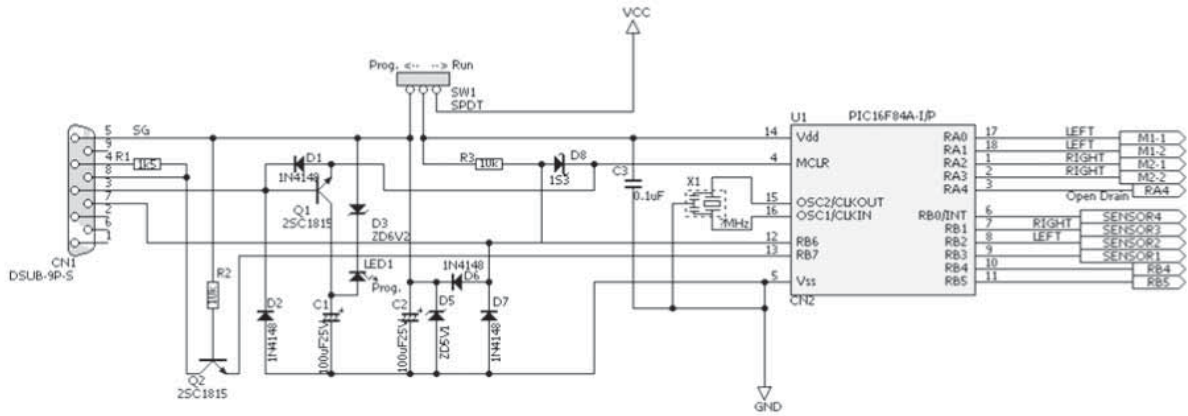 VCC
Prog. <-- --> Run
SW1
SPDT
U1 PIC16F84A-I/P
5 SG
9
4 R1 1k5
8
3
7
2
6
1
CN1
DSUB-9P-S
D1
1N4148
Q1
2SC1815
D3
ZD6V2
LED1
Prog.
R3 10k
D8
1S3
C3
0.1uF
X1
?MHz
14 Vdd
4 MCLR
15 OSC2/CLKOUT
16 OSC1/CLKIN
12 RB6
13 RB7
5 Vss
CN2
RA0 17 LEFT M1-1
RA1 18 LEFT M1-2
RA2 1 RIGHT M2-1
RA3 2 RIGHT M2-2
RA4 3 RA4
Open Drain
RB0/INT 6 SENSOR4
RB1 7 RIGHT SENSOR3
RB2 8 LEFT SENSOR2
RB3 9 SENSOR1
RB4 10 RB4
RB5 11 RB5
R2
10k
Q2
2SC1815
D2
1N4148
C1
100uF25V
C2
100uF25V
1N4148
D6
D5
ZD5V1
D7
1N4148
GND